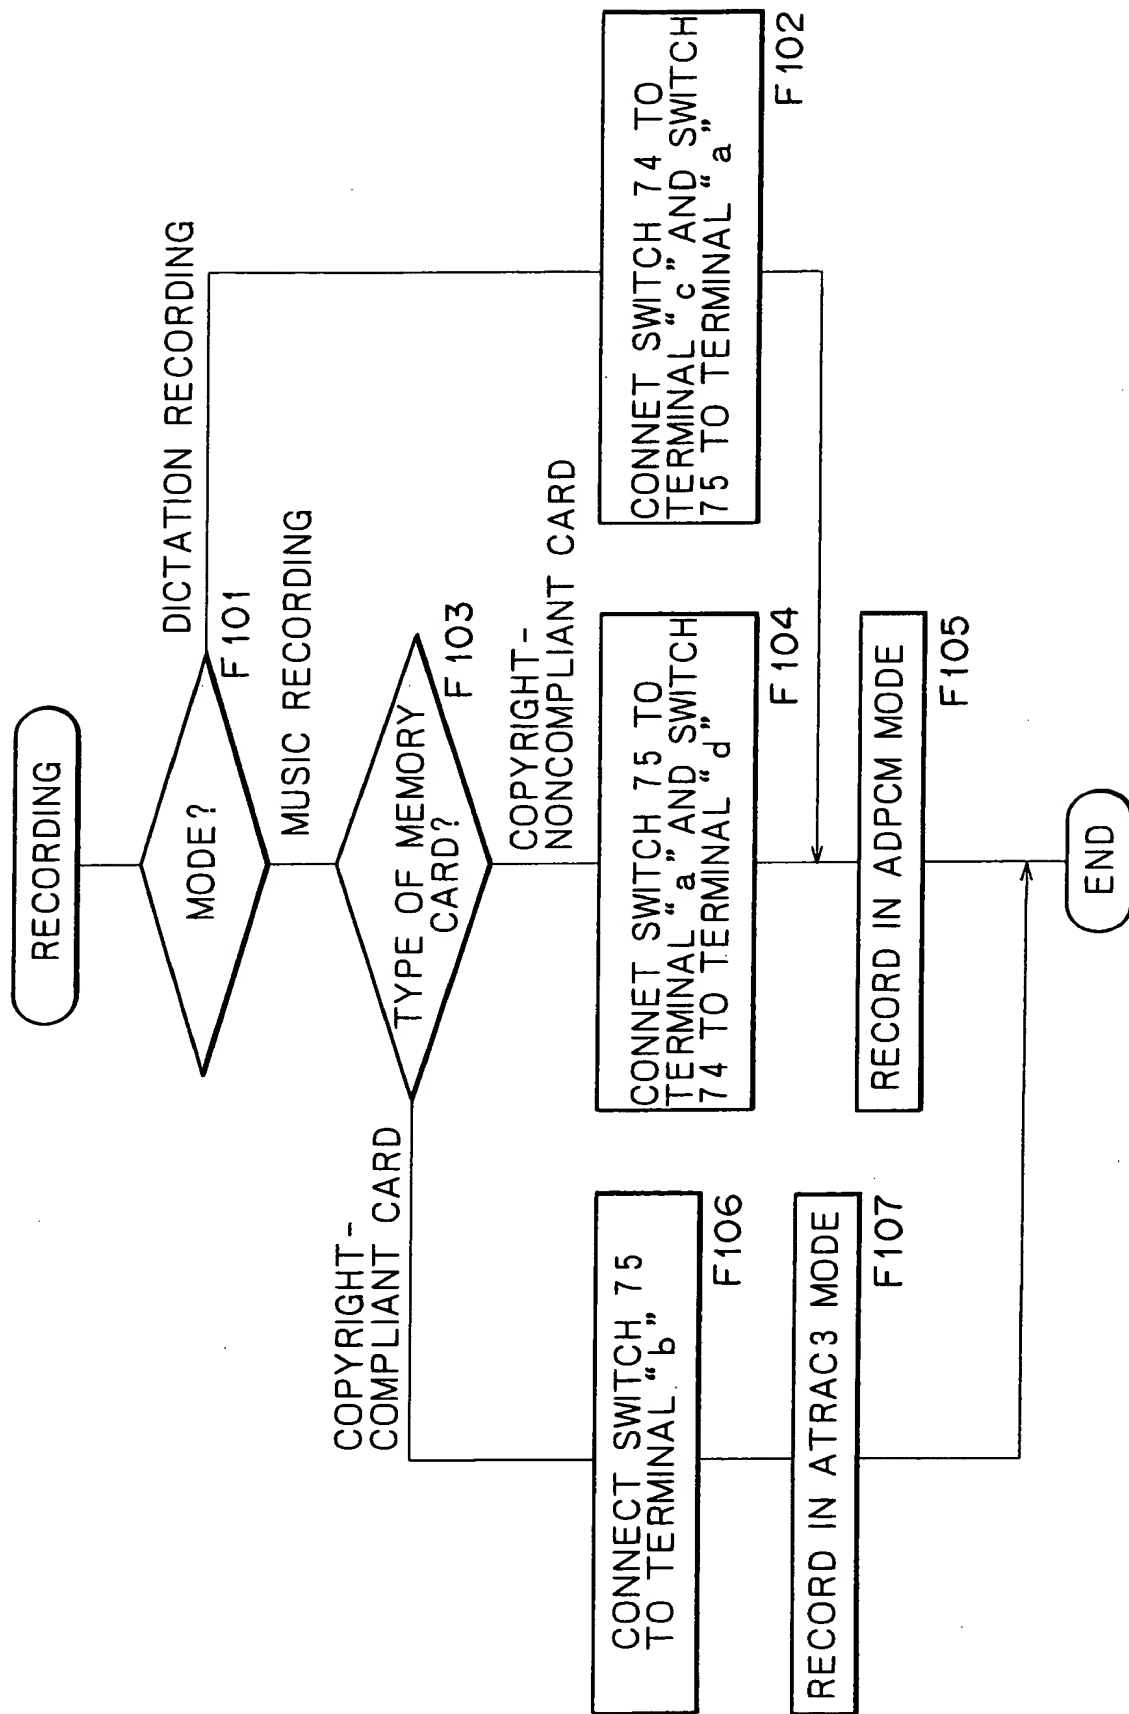 RECORDING
MODE?
F101
DICTATION RECORDING
MUSIC RECORDING
TYPE OF MEMORY
CARD?
F103
COPYRIGHT-
COMPLIANT CARD
COPYRIGHT-
NONCOMPLIANT CARD
CONNECT SWITCH 75
TO TERMINAL “b”
F106
CONNET SWITCH 75 TO
TERMINAL “a” AND SWITCH
74 TO TERMINAL “d”
F104
CONNET SWITCH 74 TO
TERMINAL “c” AND SWITCH
75 TO TERMINAL “a”
F102
RECORD IN ATRAC3 MODE
F107
RECORD IN ADPCM MODE
F105
END